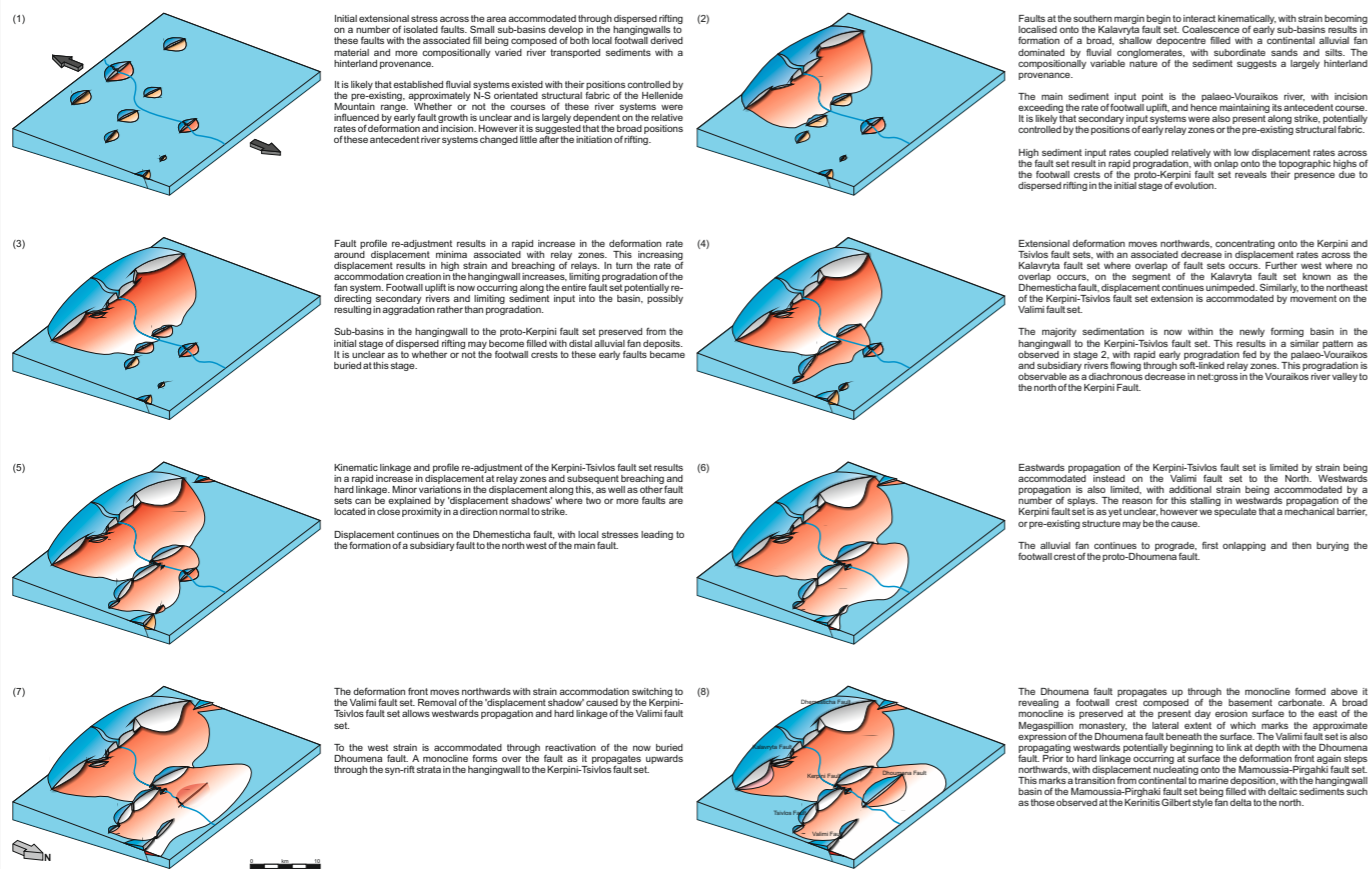 (1)
Initial extensional stress across the area accommodated through dispersed rifting
on a number of isolated faults. Small sub-basins develop in the hangingwalls to
these faults with the associated fill being composed of both local footwall derived
material and more compositionally varied river transported sediments with a
hinterland provenance.
It is likely that established fluvial systems existed with their positions controlled by
the pre-existing, approximately N-S orientated structural fabric of the Hellenide
Mountain range. Whether or not the courses of these river systems were
influenced by early fault growth is unclear and is largely dependent on the relative
rates of deformation and incision. However it is suggested that the broad positions
of these antecedent river systems changed little after the initiation of rifting.
(2)
Faults at the southern margin begin to interact kinematically, with strain becoming
localised onto the Kalavryta fault set. Coalescence of early sub-basins results in
formation of a broad, shallow depocentre filled with a continental alluvial fan
dominated by fluvial conglomerates, with subordinate sands and silts. The
compositionally variable nature of the sediment suggests a largely hinterland
provenance.
The main sediment input point is the palaeo-Vouraikos river, with incision
exceeding the rate of footwall uplift, and hence maintaining its antecedent course.
It is likely that secondary input systems were also present along strike, potentially
controlled by the positions of early relay zones or the pre-existing structural fabric.
High sediment input rates coupled relatively with low displacement rates across
the fault set result in rapid progradation, with onlap onto the topographic highs of
the footwall crests of the proto-Kerpini fault set reveals their presence due to
dispersed rifting in the initial stage of evolution.
(3)
Fault profile re-adjustment results in a rapid increase in the deformation rate
around displacement minima associated with relay zones. This increasing
displacement results in high strain and breaching of relays. In turn the rate of
accommodation creation in the hangingwall increases, limiting progradation of the
fan system. Footwall uplift is now occurring along the entire fault set potentially re-
directing secondary rivers and limiting sediment input into the basin, possibly
resulting in aggradation rather than progradation.
Sub-basins in the hangingwall to the proto-Kerpini fault set preserved from the
initial stage of dispersed rifting may become filled with distal alluvial fan deposits.
It is unclear as to whether or not the footwall crests to these early faults became
buried at this stage.
(4)
Extensional deformation moves northwards, concentrating onto the Kerpini and
Tsivlos fault sets, with an associated decrease in displacement rates across the
Kalavryta fault set where overlap of fault sets occurs. Further west where no
overlap occurs, on the segment of the Kalavryta fault set known as the
Dhemesticha fault, displacement continues unimpeded. Similarly, to the northeast
of the Kerpini-Tsivlos fault set extension is accommodated by movement on the
Valimi fault set.
The majority sedimentation is now within the newly forming basin in the
hangingwall to the Kerpini-Tsivlos fault set. This results in a similar pattern as
observed in stage 2, with rapid early progradation fed by the palaeo-Vouraikos
and subsidiary rivers flowing through soft-linked relay zones. This progradation is
observable as a diachronous decrease in net:gross in the Vouraikos river valley to
the north of the Kerpini Fault.
(5)
Kinematic linkage and profile re-adjustment of the Kerpini-Tsivlos fault set results
in a rapid increase in displacement at relay zones and subsequent breaching and
hard linkage. Minor variations in the displacement along this, as well as other fault
sets can be explained by 'displacement shadows' where two or more faults are
located in close proximity in a direction normal to strike.
Displacement continues on the Dhemesticha fault, with local stresses leading to
the formation of a subsidiary fault to the north west of the main fault.
(6)
Eastwards propagation of the Kerpini-Tsivlos fault set is limited by strain being
accommodated instead on the Valimi fault set to the North. Westwards
propagation is also limited, with additional strain being accommodated by a
number of splays. The reason for this stalling in westwards propagation of the
Kerpini fault set is as yet unclear, however we speculate that a mechanical barrier,
or pre-existing structure may be the cause.
The alluvial fan continues to prograde, first onlapping and then burying the
footwall crest of the proto-Dhoumena fault.
(7)
The deformation front moves northwards with strain accommodation switching to
the Valimi fault set. Removal of the 'displacement shadow' caused by the Kerpini-
Tsivlos fault set allows westwards propagation and hard linkage of the Valimi fault
set.
To the west strain is accommodated through reactivation of the now buried
Dhoumena fault. A monocline forms over the fault as it propagates upwards
through the syn-rift strata in the hangingwall to the Kerpini-Tsivlos fault set.
N
0 km 10
(8)
Dhemesticha Fault
Kalavryta Fault
Kerpini Fault
Dhoumena Fault
Tsivlos Fault
Valimi Fault
The Dhoumena fault propagates up through the monocline formed above it
revealing a footwall crest composed of the basement carbonate. A broad
monocline is preserved at the present day erosion surface to the east of the
Megaspillion monastery, the lateral extent of which marks the approximate
expression of the Dhoumena fault beneath the surface. The Valimi fault set is also
propagating westwards potentially beginning to link at depth with the Dhoumena
fault. Prior to hard linkage occurring at surface the deformation front again steps
northwards, with displacement nucleating onto the Mamoussia-Pirgahki fault set.
This marks a transition from continental to marine deposition, with the hangingwall
basin of the Mamoussia-Pirghaki fault set being filled with deltaic sediments such
as those observed at the Kerinitis Gilbert style fan delta to the north.